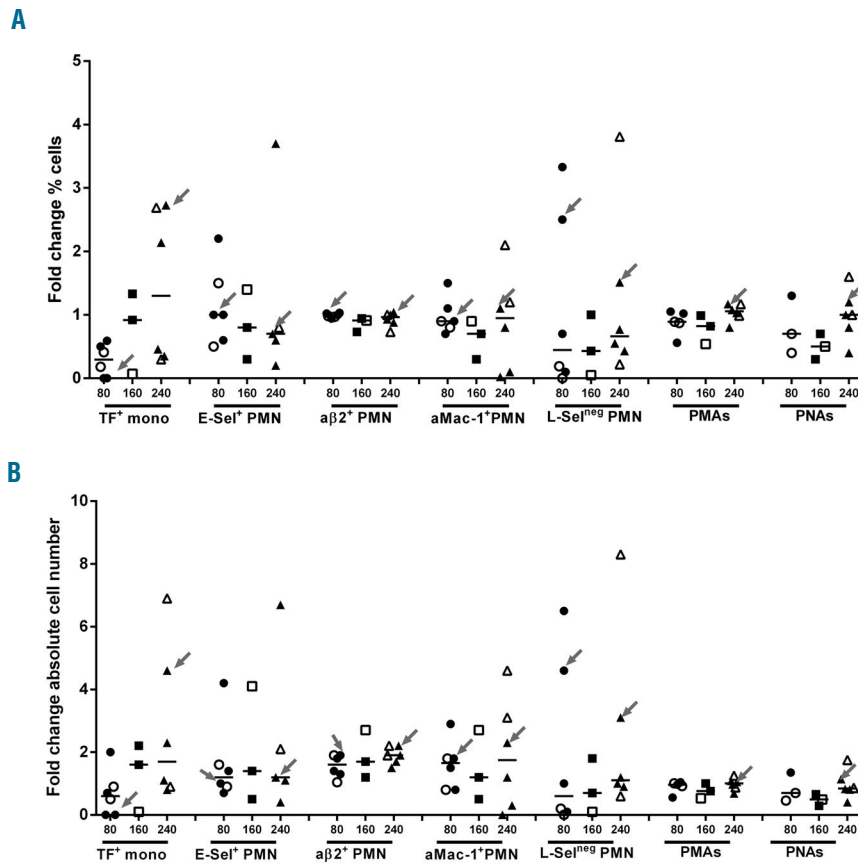 A
Fold change % cells
5
4
3
2
1
0
80 160 240 80 160 240 80 160 240 80 160 240 80 160 240 80 160 240 80 160 240
TF+ mono E-Sel+ PMN aβ2+ PMN aMac-1+PMN L-Selneg PMN PMAs PNAs
B
Fold change absolute cell number
10
8
6
4
2
0
80 160 240 80 160 240 80 160 240 80 160 240 80 160 240 80 160 240 80 160 240
TF+ mono E-Sel+ PMN aβ2+ PMN aMac-1+PMN L-Selneg PMN PMAs PNAs